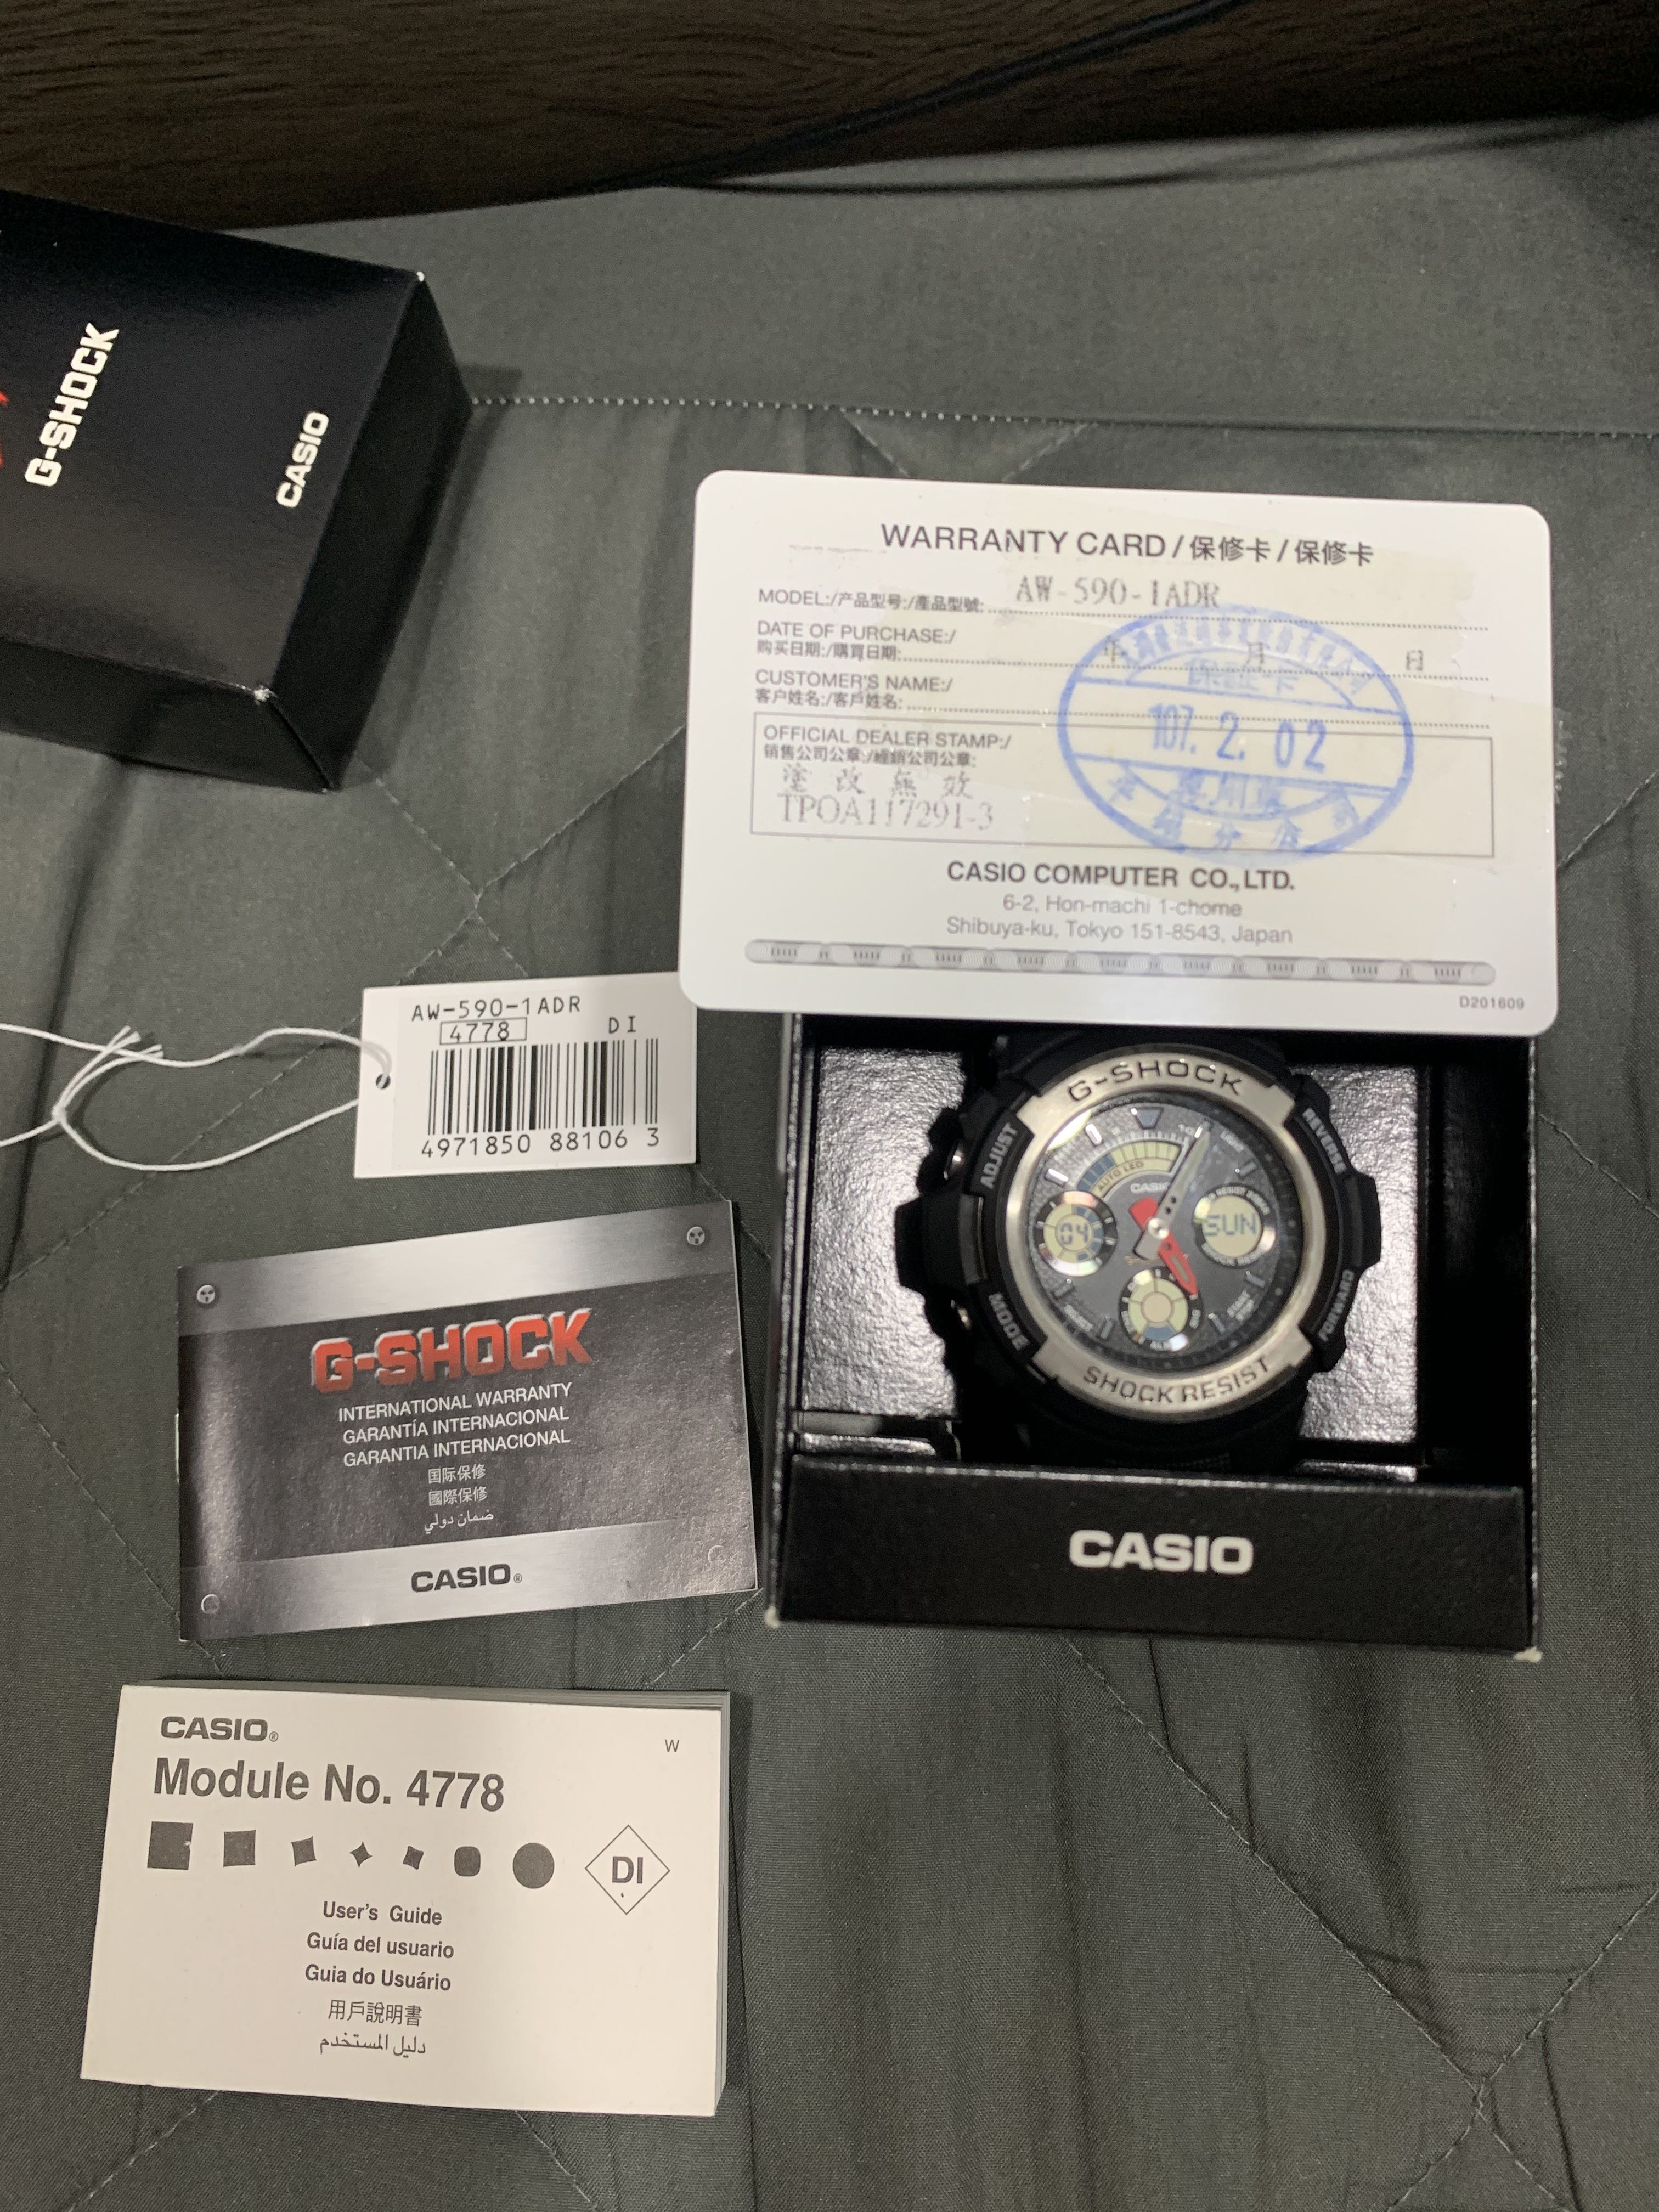 G-SHOCK
CASIO
WARRANTY CARD / 保修卡 / 保修卡
MODEL:/产品型号:/產品型號: AW-590-1ADR
DATE OF PURCHASE:/
购买日期:/購買日期: 年 月 日
CUSTOMER'S NAME:/
客户姓名:/客戶姓名:
OFFICIAL DEALER STAMP:/
销售公司公章:/經銷公司公章:
塗改無效
TPOA117291-3
保證卡
107. 2. 02
CASIO COMPUTER CO., LTD.
6-2, Hon-machi 1-chome
Shibuya-ku, Tokyo 151-8543, Japan
D201609
AW-590-1ADR
4778 DI
4971850 88106 3
G-SHOCK
ADJUST
REVERSE
LIGHT
AUTO LED
CASIO
04
SUN
MODE
FORWARD
START
SHOCK RESIST
CASIO
G-SHOCK
INTERNATIONAL WARRANTY
GARANTÍA INTERNACIONAL
GARANTIA INTERNACIONAL
国际保修
國際保修
ضمان دولي
CASIO®
CASIO®
W
Module No. 4778
DI
User's Guide
Guía del usuario
Guia do Usuário
用戶說明書
دليل المستخدم